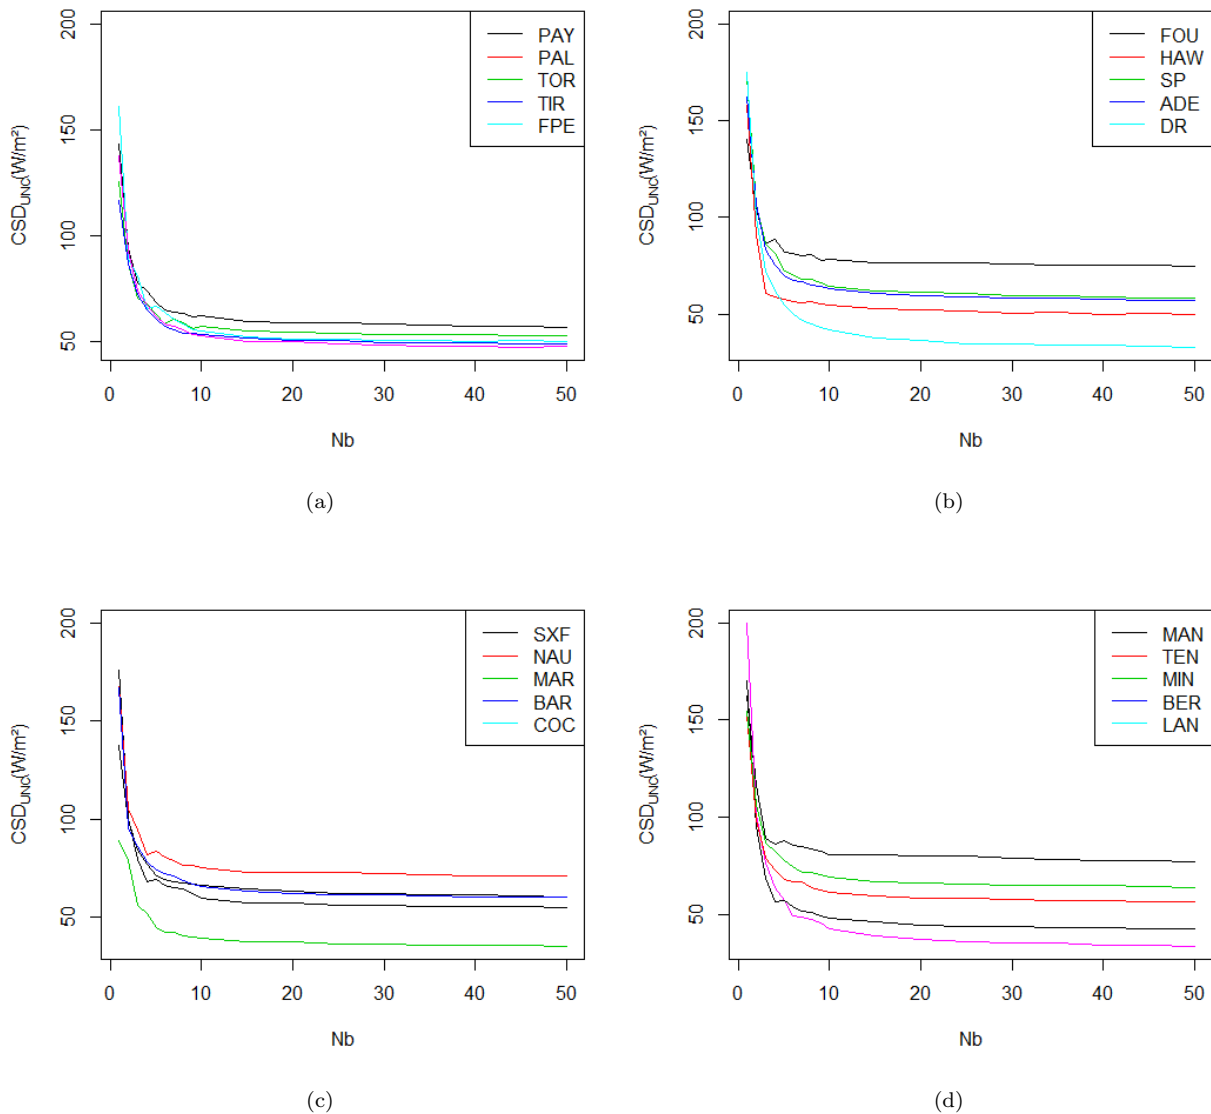 200
150
100
50
CSD_UNC(W/m²)
PAY
PAL
TOR
TIR
FPE
0 10 20 30 40 50
Nb
(a)
200
150
100
50
CSD_UNC(W/m²)
FOU
HAW
SP
ADE
DR
0 10 20 30 40 50
Nb
(b)
200
150
100
50
CSD_UNC(W/m²)
SXF
NAU
MAR
BAR
COC
0 10 20 30 40 50
Nb
(c)
200
150
100
50
CSD_UNC(W/m²)
MAN
TEN
MIN
BER
LAN
0 10 20 30 40 50
Nb
(d)